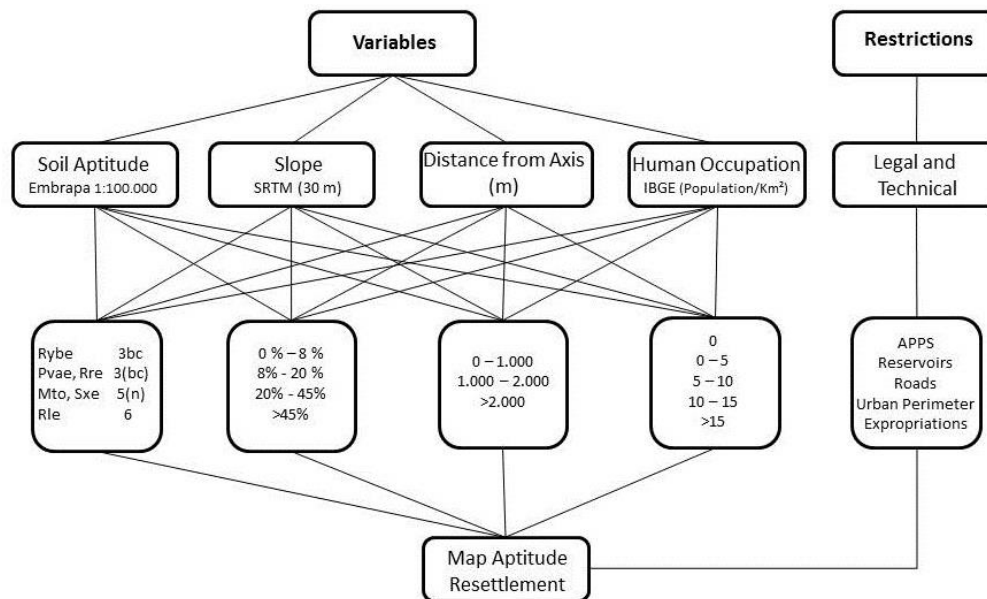 Variables
Restrictions
Soil Aptitude
Embrapa 1:100.000
Slope
SRTM (30 m)
Distance from Axis
(m)
Human Occupation
IBGE (Population/Km²)
Legal and
Technical
Rybe 3bc
Pvae, Rre 3(bc)
Mto, Sxe 5(n)
Rle 6
0 % – 8 %
8% - 20 %
20% - 45%
>45%
0 – 1.000
1.000 – 2.000
>2.000
0
0 – 5
5 – 10
10 – 15
>15
APPS
Reservoirs
Roads
Urban Perimeter
Expropriations
Map Aptitude
Resettlement